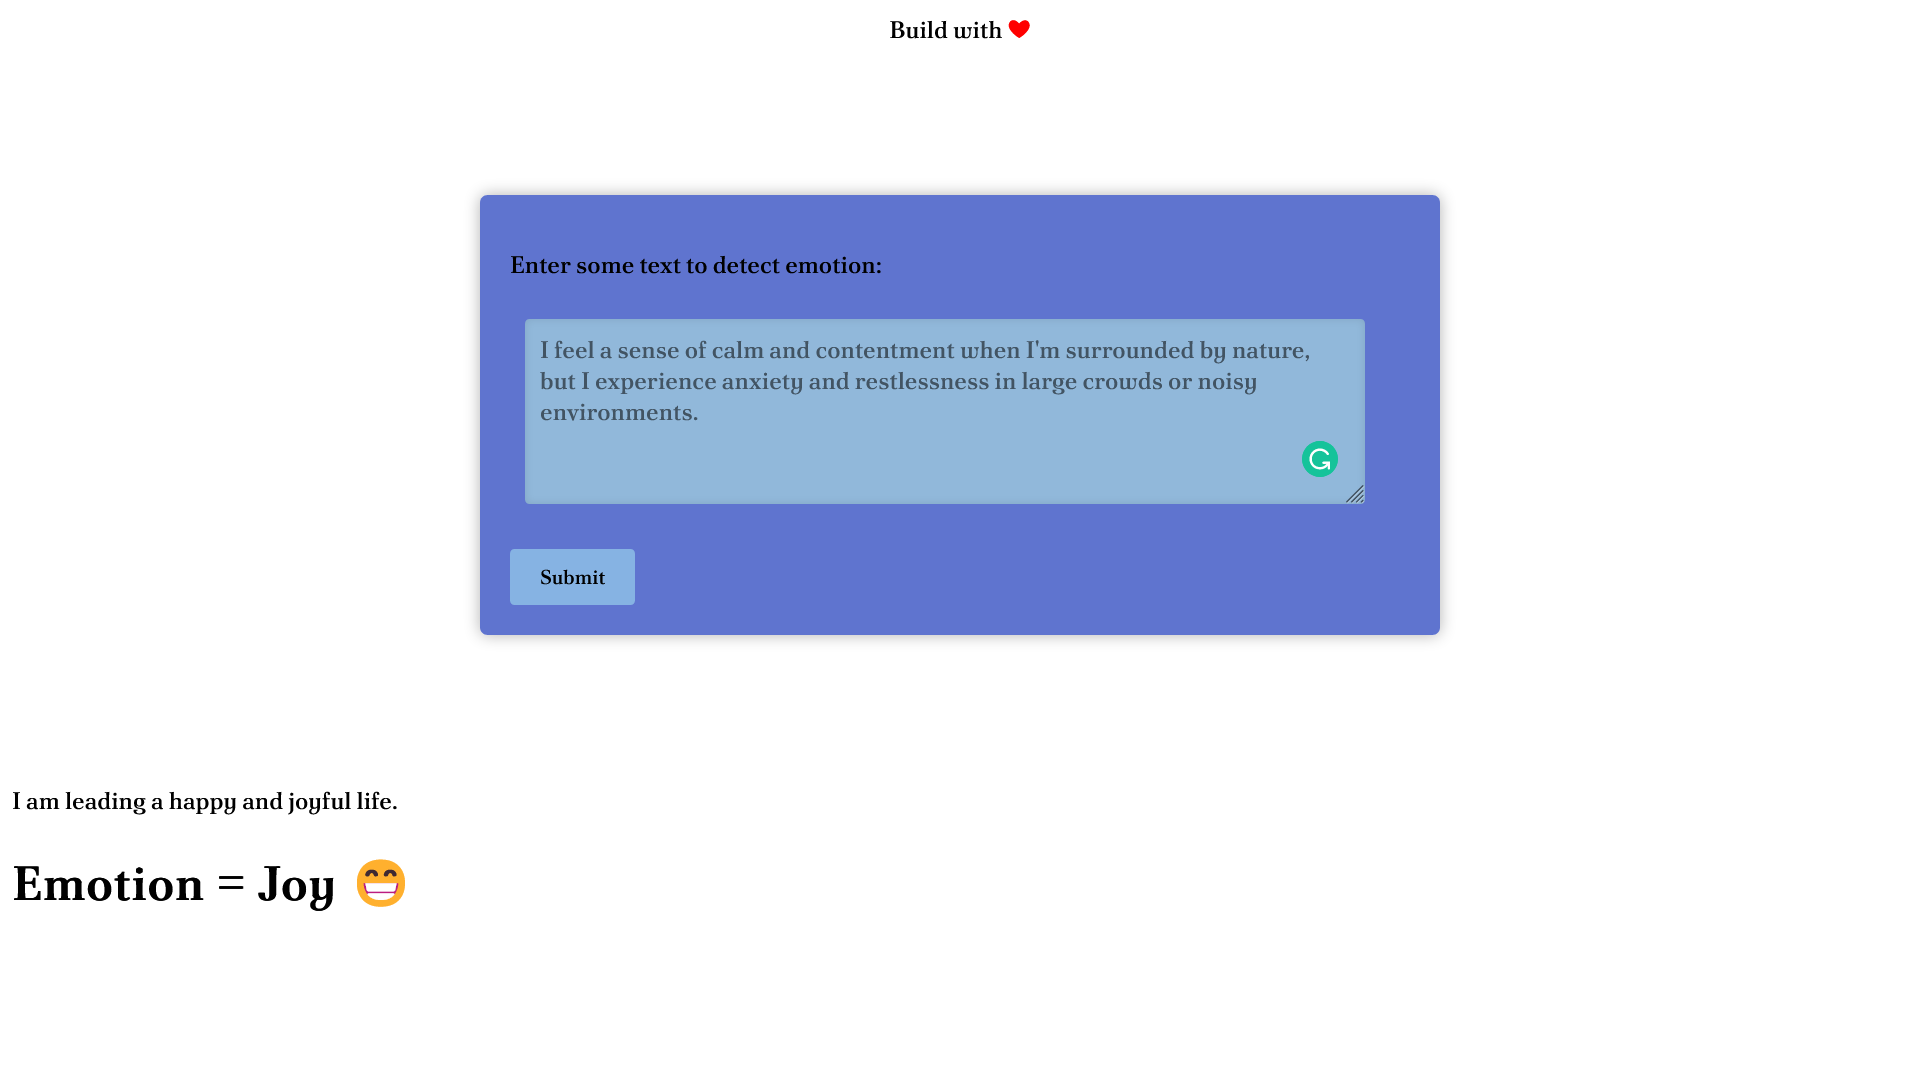 Build with ❤
Enter some text to detect emotion:
I feel a sense of calm and contentment when I'm surrounded by nature,
but I experience anxiety and restlessness in large crowds or noisy
environments.
Submit
I am leading a happy and joyful life.
Emotion = Joy 😁